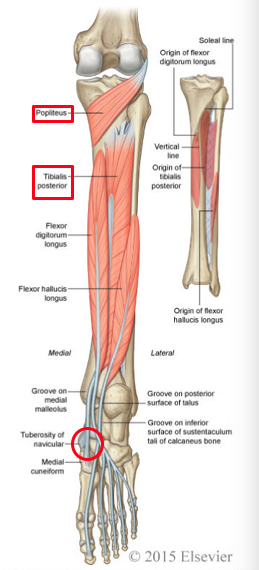 Soleal line
Origin of flexor
digitorum longus
Popliteus
Vertical
line
Origin of
tibialis
posterior
Tibialis
posterior
Flexor
digitorum
longus
Flexor hallucis
longus
Origin of flexor
hallucis longus
Medial
Lateral
Groove on
medial
malleolus
Groove on posterior
surface of talus
Groove on inferior
surface of sustentaculum
tali of calcaneus bone
Tuberosity of
navicular
Medial
cuneiform
© 2015 Elsevier